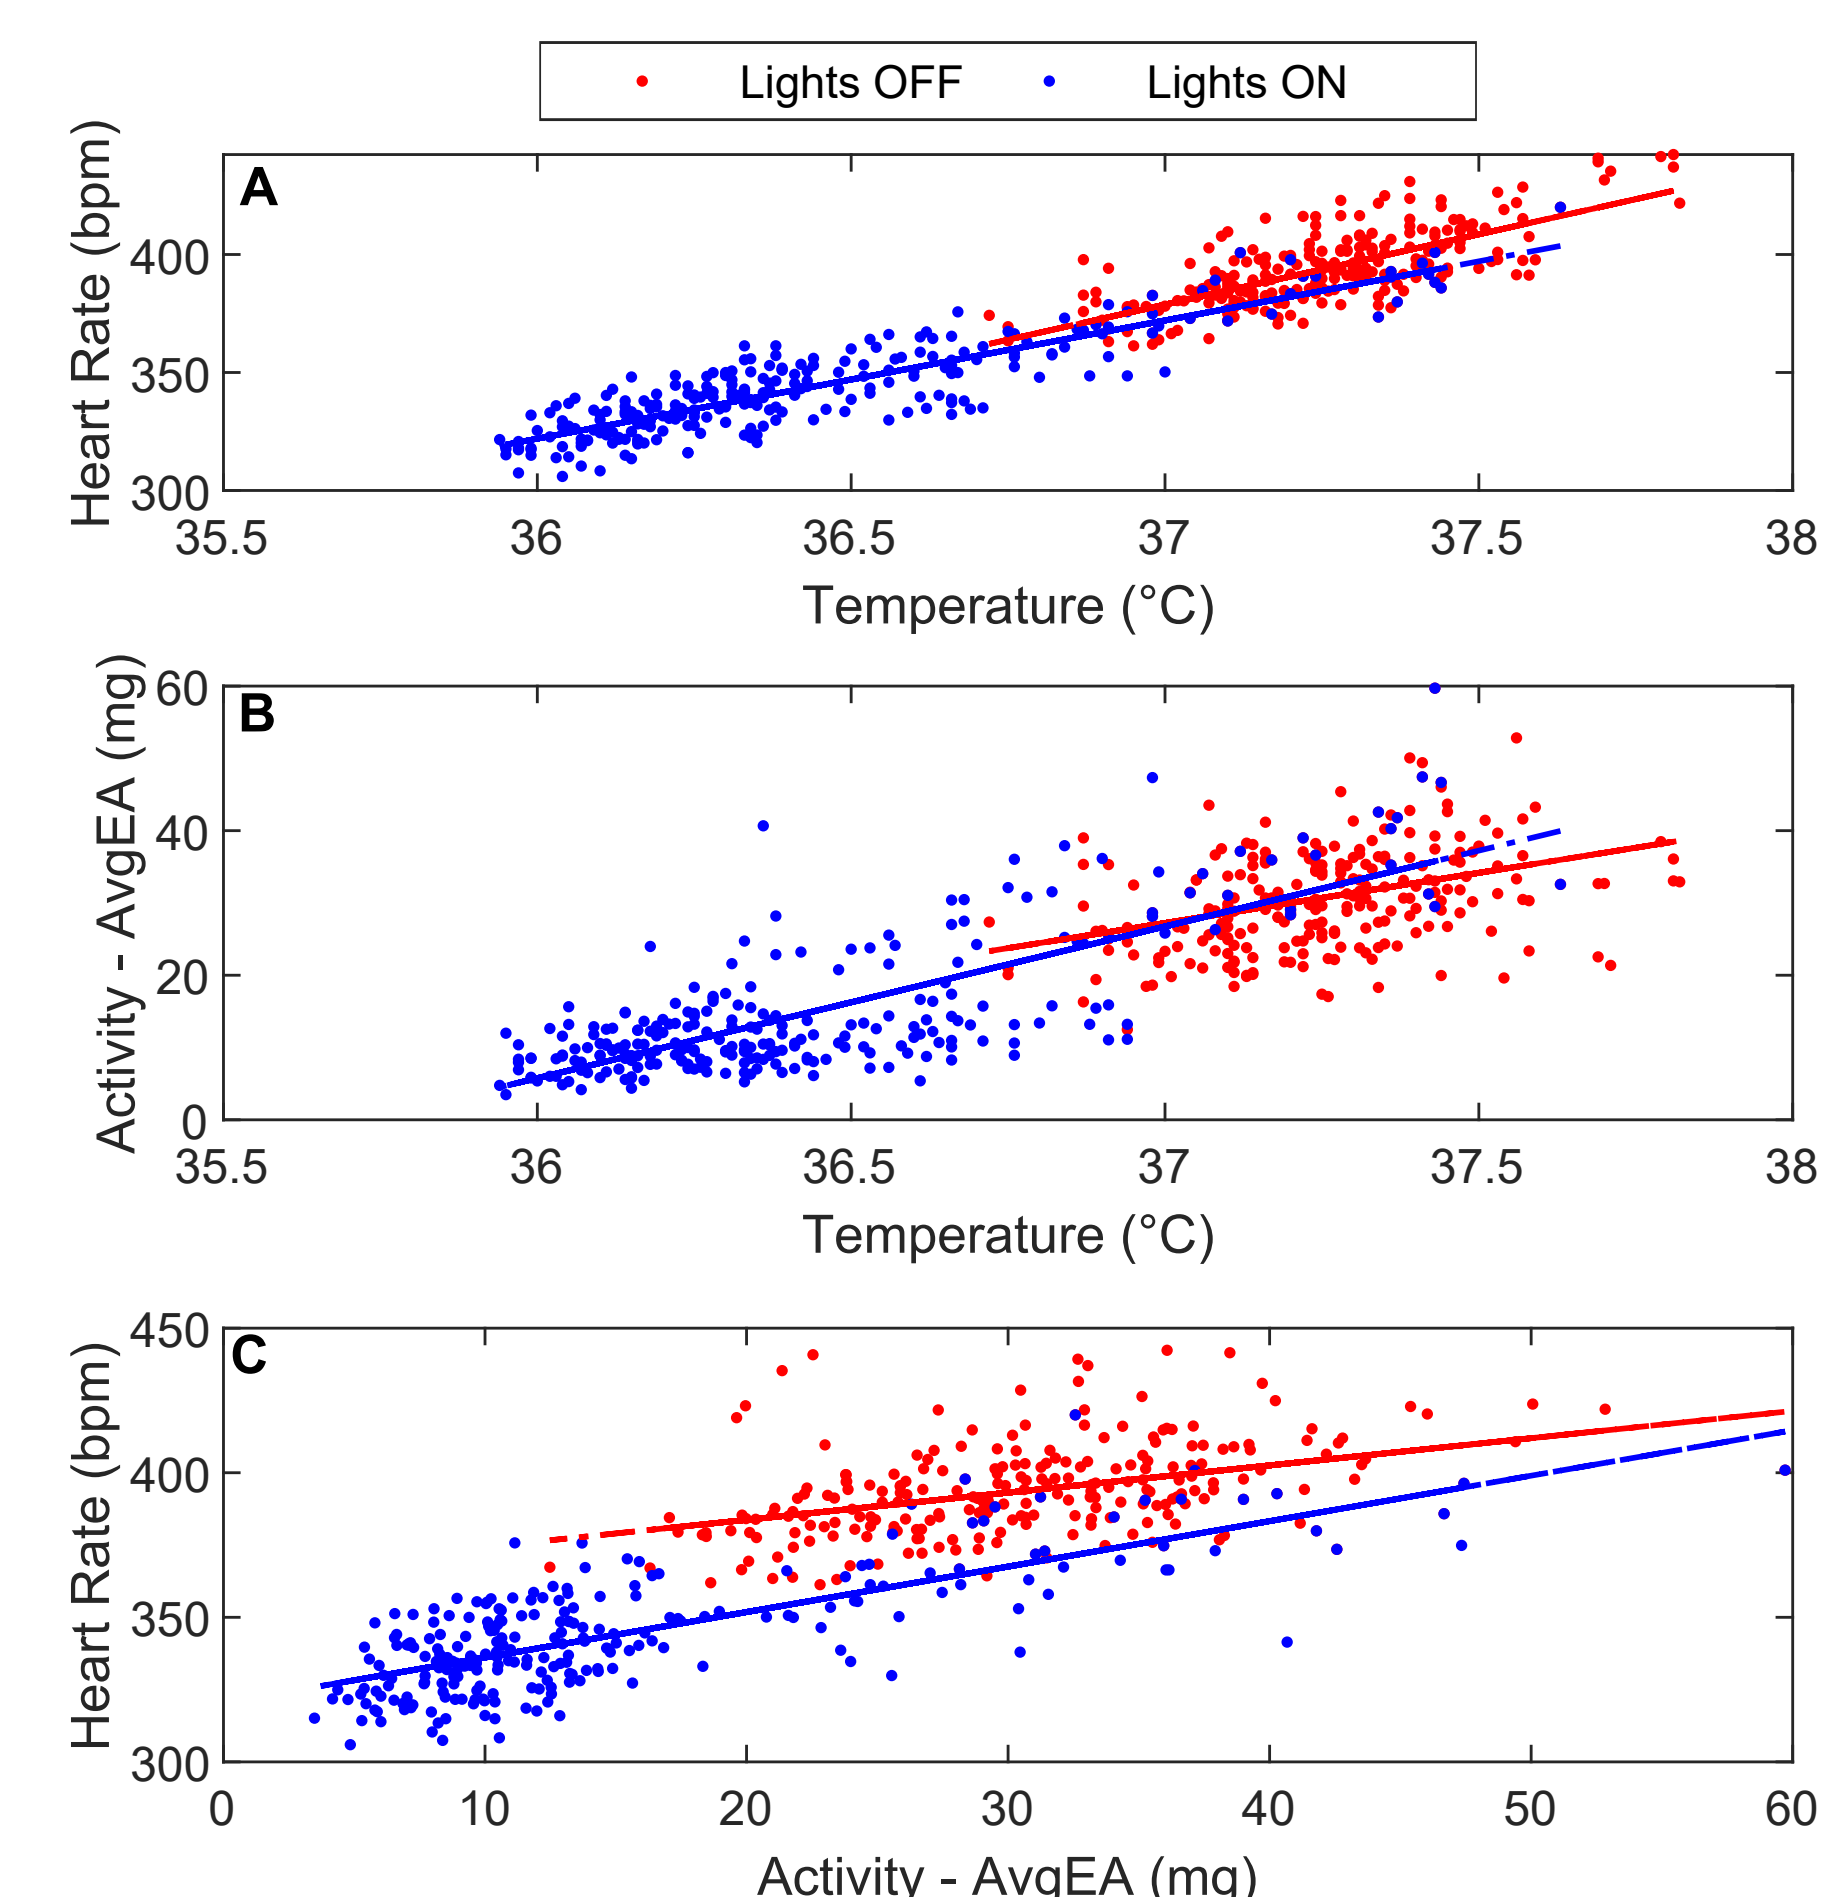 Lights OFF Lights ON
A
Heart Rate (bpm)
400
350
300
35.5 36 36.5 37 37.5 38
Temperature (°C)
B
Activity - AvgEA (mg)
60
40
20
0
35.5 36 36.5 37 37.5 38
Temperature (°C)
C
Heart Rate (bpm)
450
400
350
300
0 10 20 30 40 50 60
Activity - AvgEA (mg)